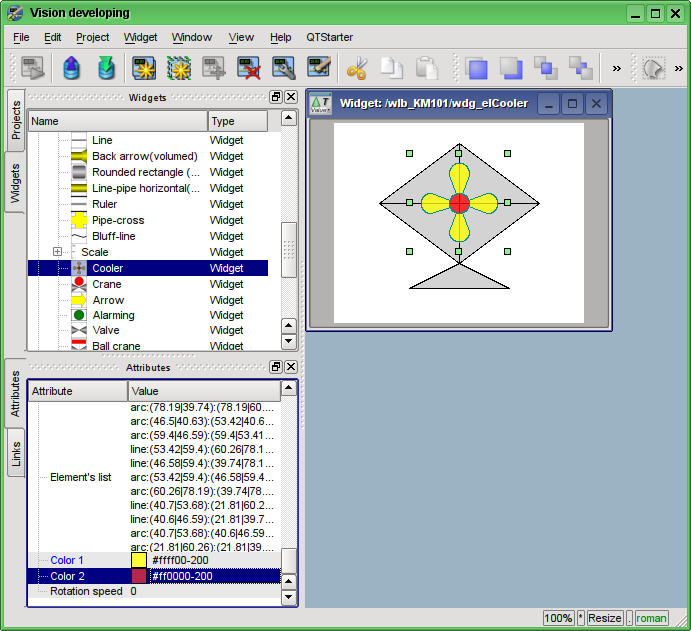 Vision developing
File Edit Project Widget Window View Help QTStarter
»
»
Projects
Widgets
Widgets
Name Type
Line Widget
Back arrow(volumed) Widget
Rounded rectangle (... Widget
Line-pipe horizontal(... Widget
Ruler Widget
Pipe-cross Widget
Bluff-line Widget
Scale Widget
Cooler Widget
Crane Widget
Arrow Widget
Alarming Widget
Valve Widget
Ball crane Widget
Widget: /wlb_KM101/wdg_elCooler
Attributes
Links
Attributes
Attribute Value
arc:(78.19|39.74):(78.19|60....
arc:(46.5|40.63):(53.42|40.6...
arc:(59.4|46.59):(59.4|53.41...
line:(53.42|59.4):(60.26|78.1...
line:(46.58|59.4):(39.74|78.1...
arc:(53.42|59.4):(46.58|59.4...
arc:(60.26|78.19):(39.74|78....
line:(40.7|53.68):(21.81|60.2...
line:(40.6|46.59):(21.81|39.7...
arc:(40.7|53.68):(40.6|46.59...
arc:(21.81|60.26):(21.81|39....
Element's list
Color 1 #ffff00-200
Color 2 #ff0000-200
Rotation speed 0
100% * Resize . roman